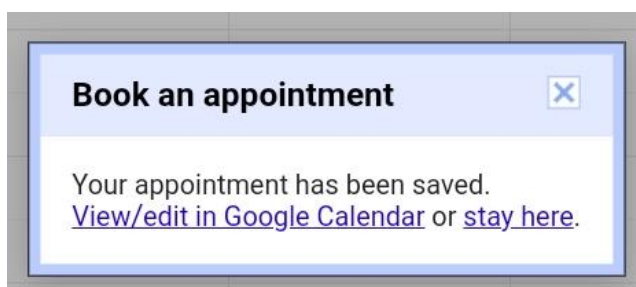 Book an appointment
Your appointment has been saved.
View/edit in Google Calendar or stay here.